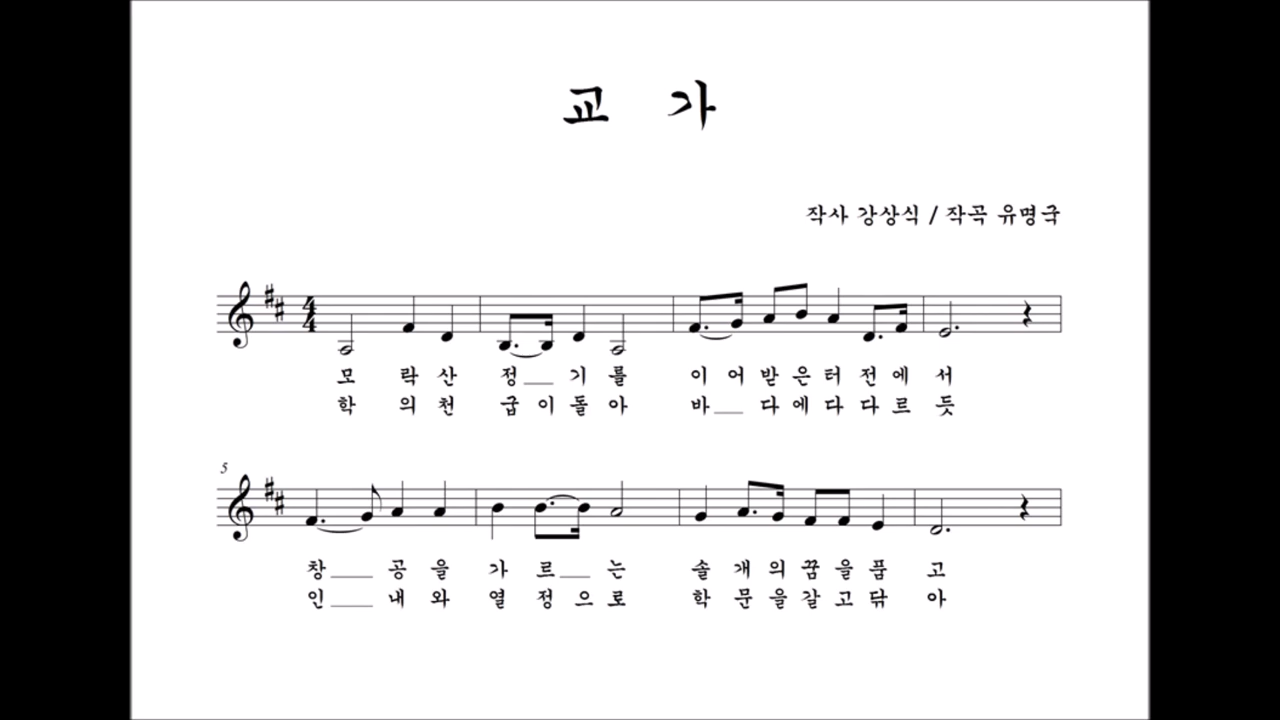 교 가
작사 강상식 / 작곡 유명국
4
4
모 락 산 정 기 를 이 어 받 은 터 전 에 서
학 의 천 굽 이 돌 아 바 다 에 다 다 르 듯
5
창 공 을 가 르 는 솔 개 의 꿈 을 품 고
인 내 와 열 정 으 로 학 문 을 갈 고 닦 아